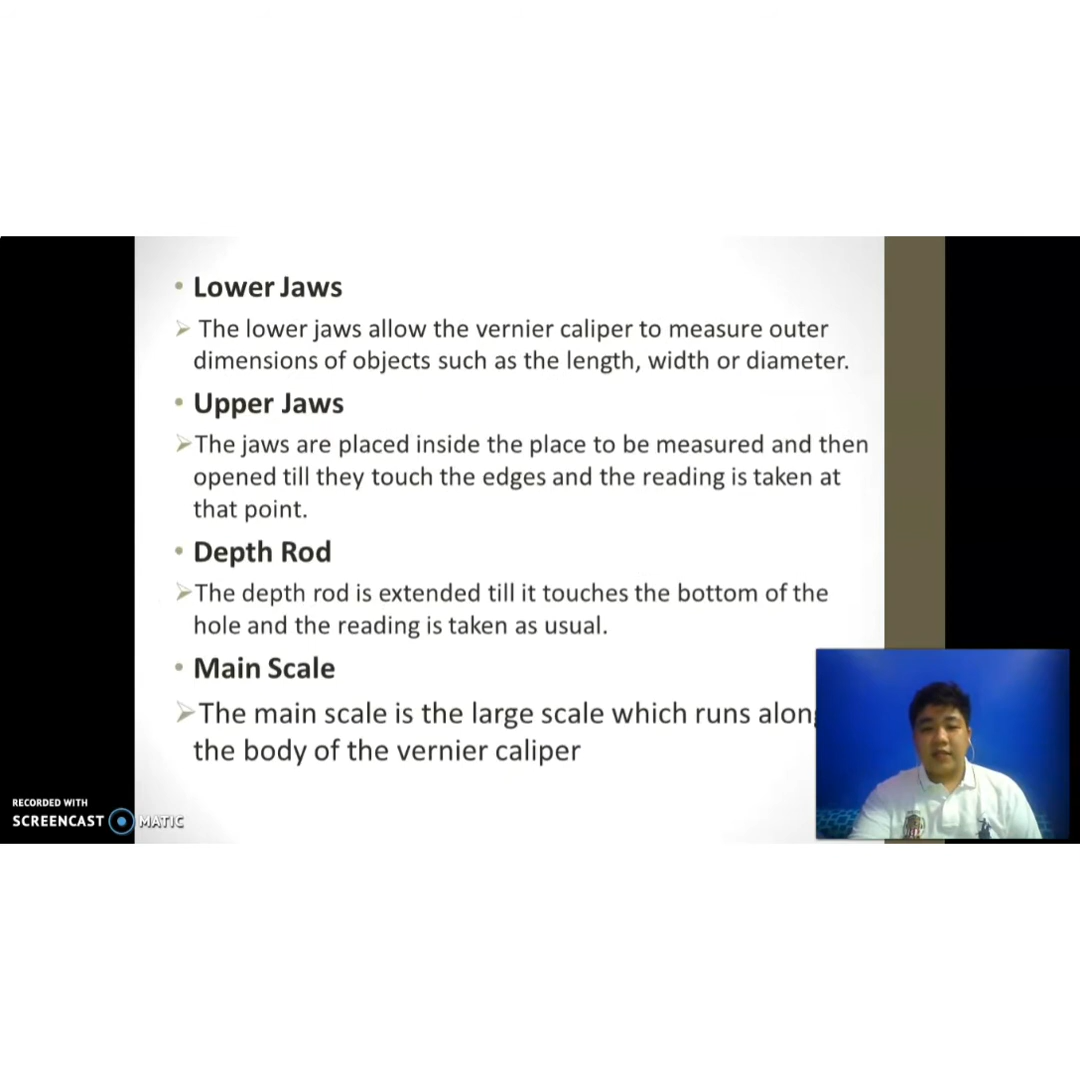 Lower Jaws
The lower jaws allow the vernier caliper to measure outer
dimensions of objects such as the length, width or diameter.
Upper Jaws
The jaws are placed inside the place to be measured and then
opened till they touch the edges and the reading is taken at
that point.
Depth Rod
The depth rod is extended till it touches the bottom of the
hole and the reading is taken as usual.
Main Scale
The main scale is the large scale which runs alon
the body of the vernier caliper
RECORDED WITH
SCREENCAST MATIC